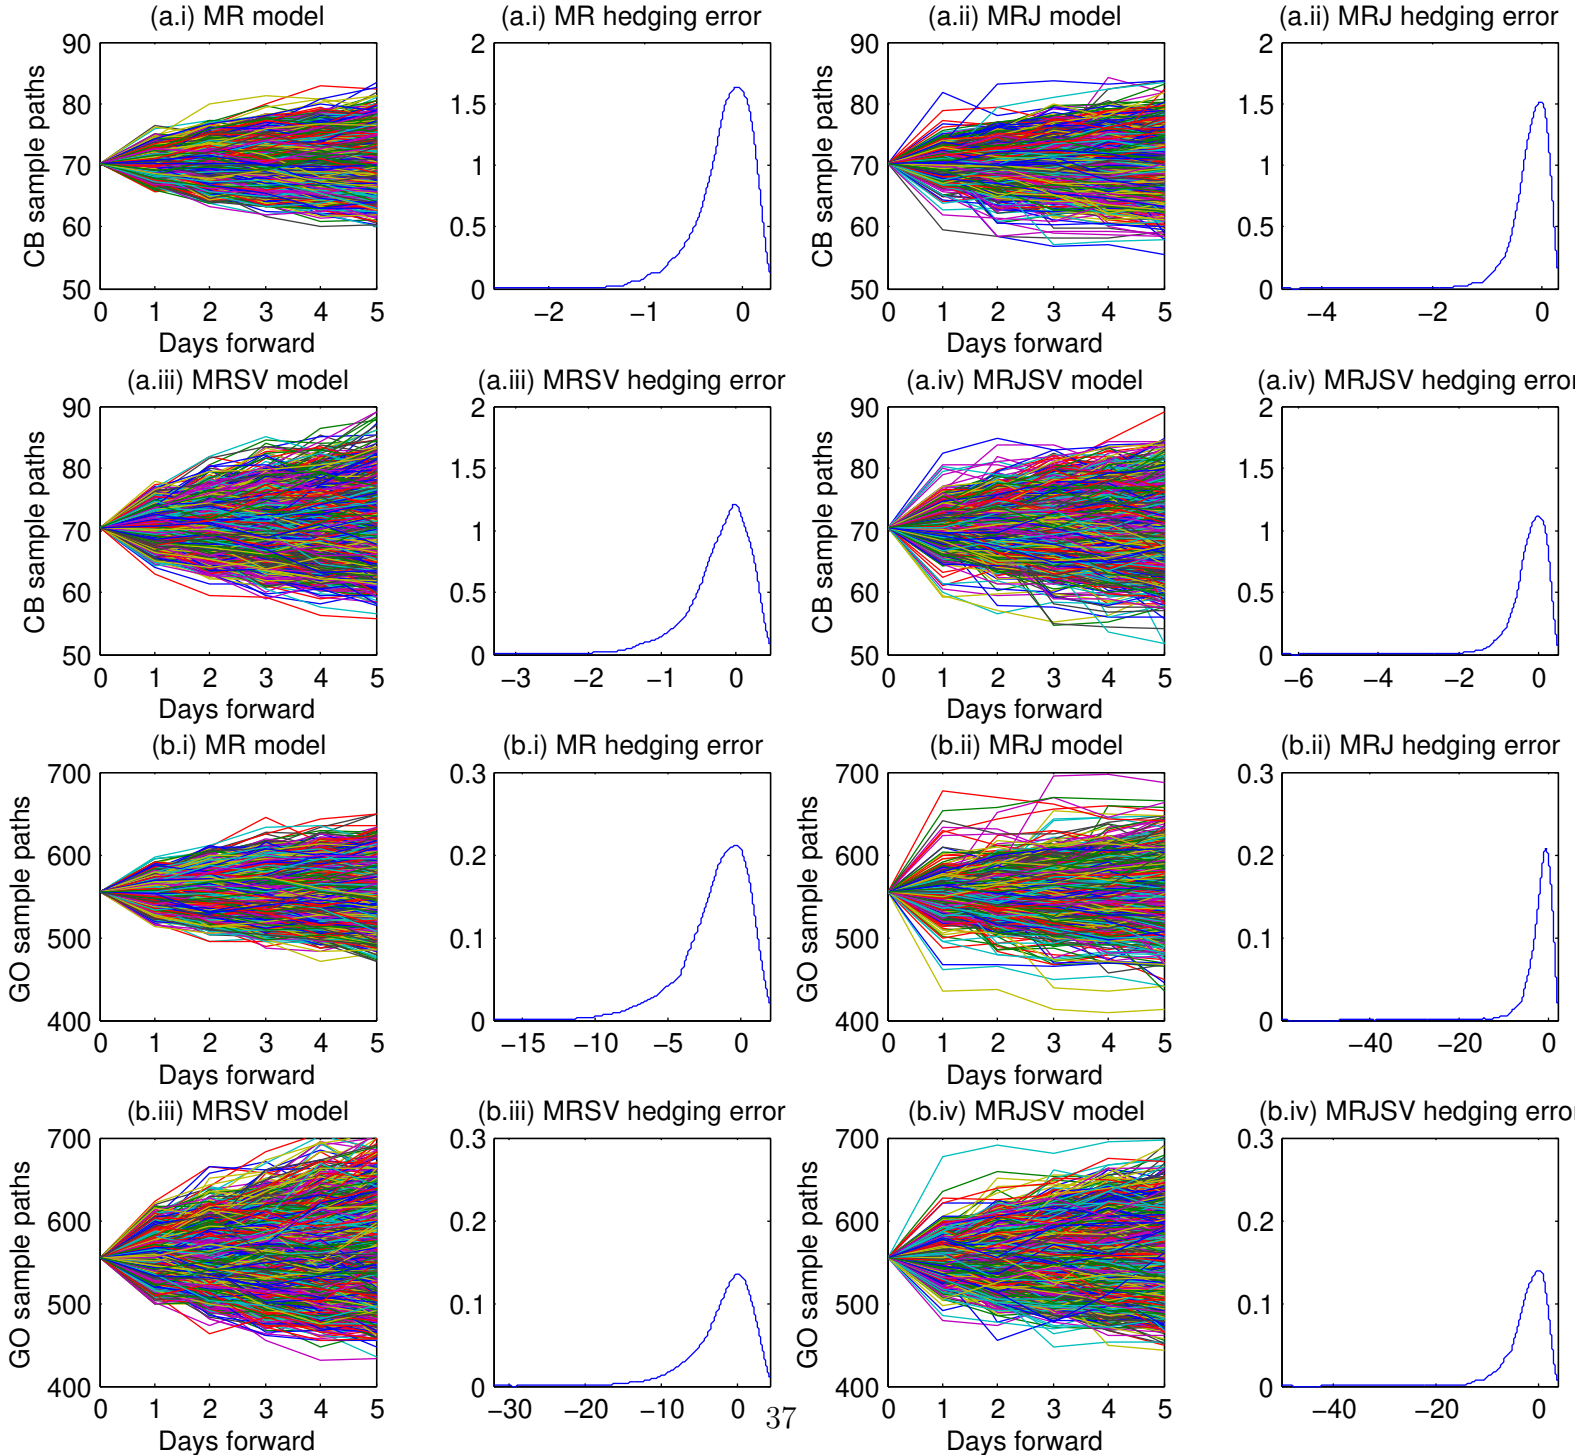 (a.i) MR model
(a.i) MR hedging error
(a.ii) MRJ model
(a.ii) MRJ hedging error
90
80
70
60
50
CB sample paths
0 1 2 3 4 5
Days forward
2
1.5
1
0.5
0
−2 −1 0
90
80
70
60
50
CB sample paths
0 1 2 3 4 5
Days forward
2
1.5
1
0.5
0
−4 −2 0
(a.iii) MRSV model
(a.iii) MRSV hedging error
(a.iv) MRJSV model
(a.iv) MRJSV hedging error
90
80
70
60
50
CB sample paths
0 1 2 3 4 5
Days forward
2
1.5
1
0.5
0
−3 −2 −1 0
90
80
70
60
50
CB sample paths
0 1 2 3 4 5
Days forward
2
1.5
1
0.5
0
−6 −4 −2 0
(b.i) MR model
(b.i) MR hedging error
(b.ii) MRJ model
(b.ii) MRJ hedging error
700
600
500
400
GO sample paths
0 1 2 3 4 5
Days forward
0.3
0.2
0.1
0
−15 −10 −5 0
700
600
500
400
GO sample paths
0 1 2 3 4 5
Days forward
0.3
0.2
0.1
0
−40 −20 0
(b.iii) MRSV model
(b.iii) MRSV hedging error
(b.iv) MRJSV model
(b.iv) MRJSV hedging error
700
600
500
400
GO sample paths
0 1 2 3 4 5
Days forward
0.3
0.2
0.1
0
−30 −20 −10 0
700
600
500
400
GO sample paths
0 1 2 3 4 5
Days forward
0.3
0.2
0.1
0
−40 −20 0
37